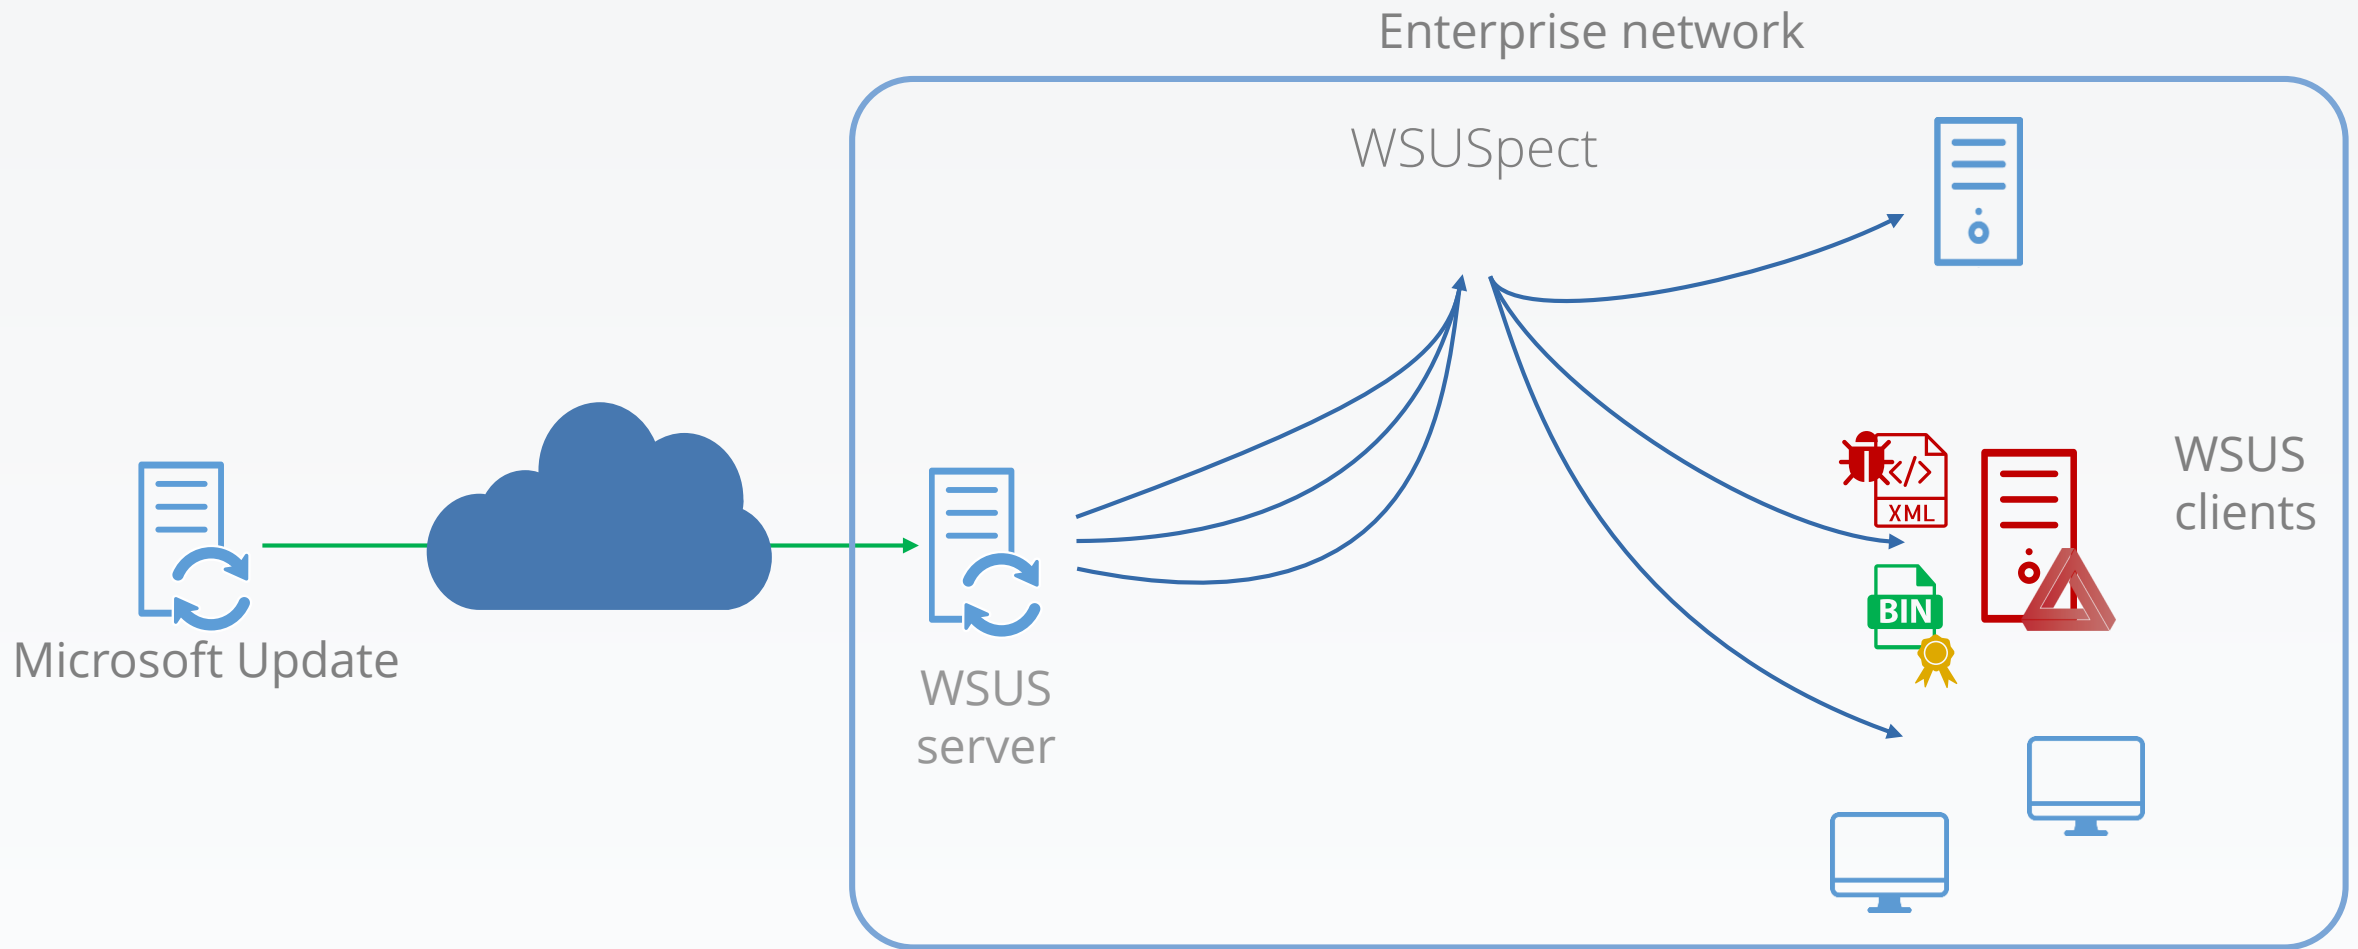 Enterprise network
WSUSpect
</>
XML
WSUS
clients
BIN
Microsoft Update
WSUS
server